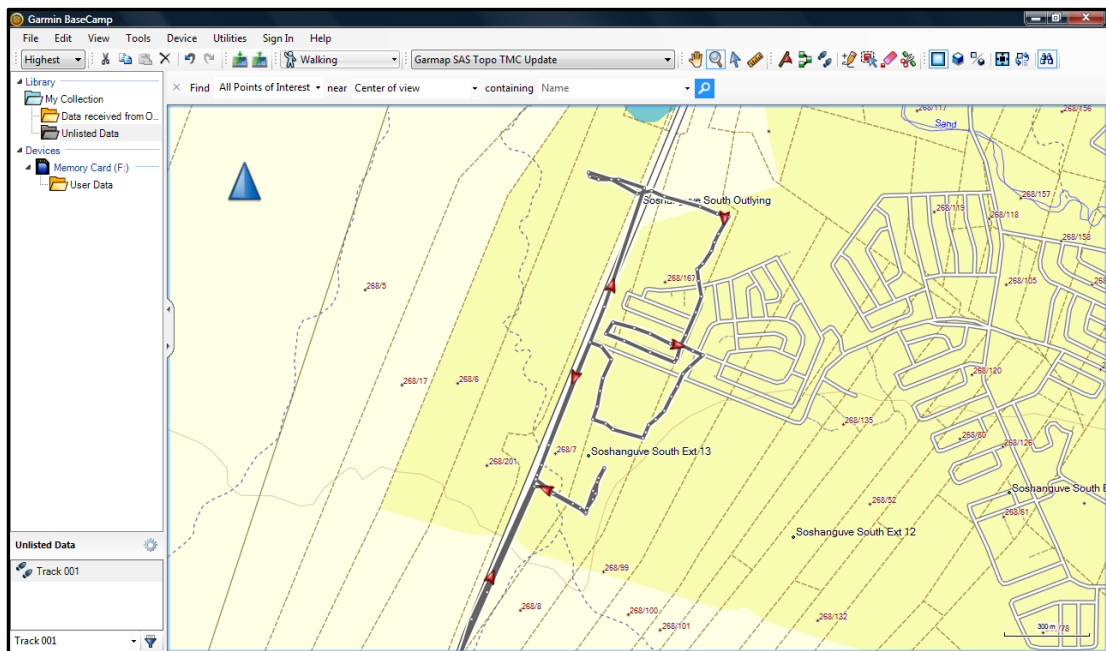 Garmin BaseCamp
File Edit View Tools Device Utilities Sign In Help
Highest Walking Garmap SAS Topo TMC Update
Library
My Collection
Data received from O...
Unlisted Data
Devices
Memory Card (F:)
User Data
Find All Points of Interest near Center of view containing Name
268/117
Sand
268/157
268/119
268/118
268/158
Soshanguve South Outlying
268/5
268/167
268/105
268/17
268/6
268/120
268/135
268/80
268/126
268/7
Soshanguve South Ext 13
268/201
Soshanguve South E
268/52
268/61
Soshanguve South Ext 12
268/99
268/8
268/100
268/101
268/132
300 m
Unlisted Data
Track 001
Track 001